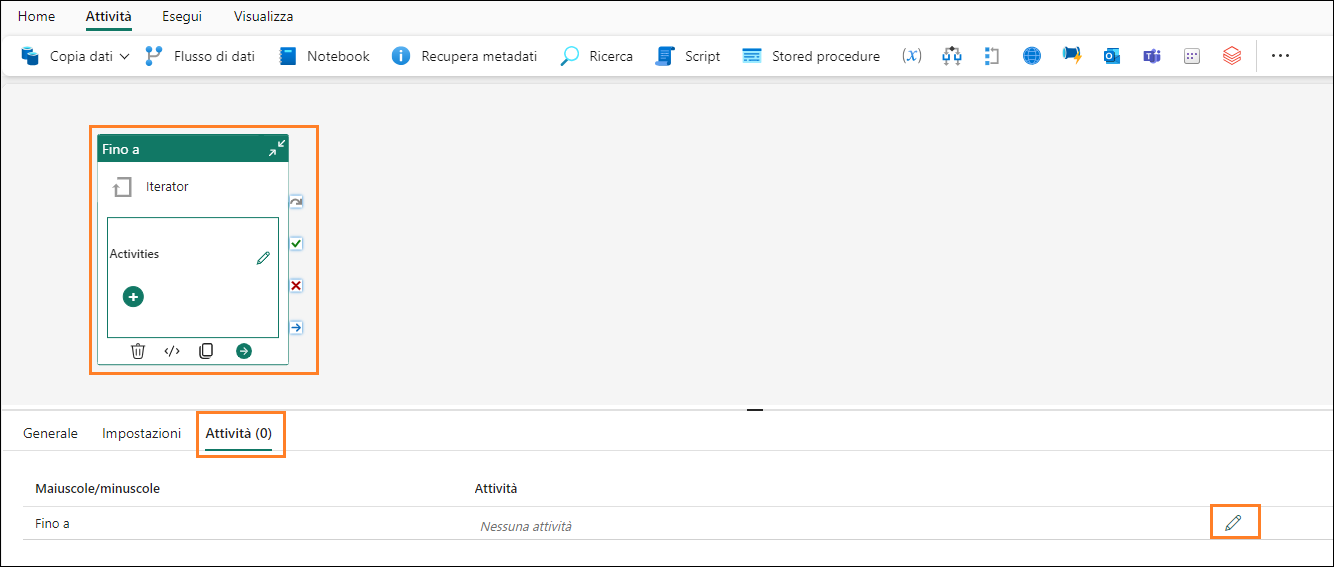 Home Attività Esegui Visualizza
Copia dati Flusso di dati Notebook Recupera metadati Ricerca Script Stored procedure (x)
Fino a
Iterator
Activities
Generale Impostazioni Attività (0)
Maiuscole/minuscole Attività
Fino a Nessuna attività